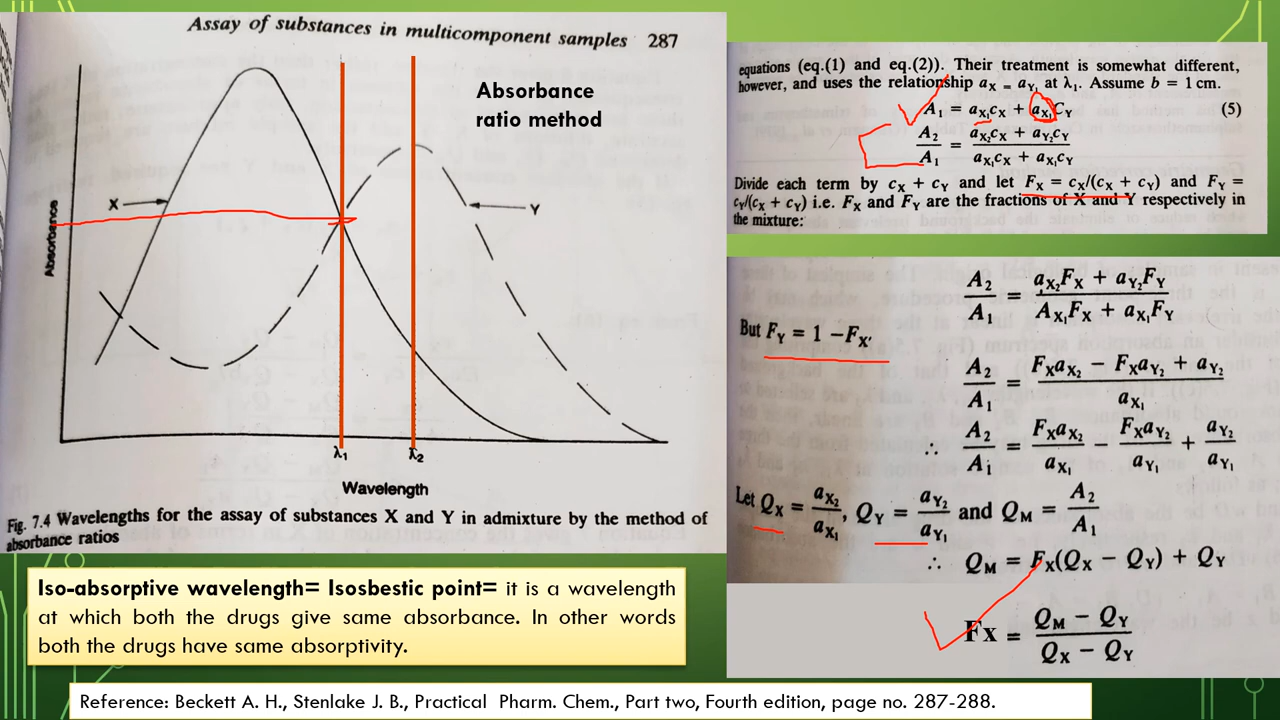 Assay of substances in multicomponent samples 287
Absorbance
ratio method
X
Y
Absorbance
λ₁
λ₂
Wavelength
Fig. 7.4 Wavelengths for the assay of substances X and Y in admixture by the method of
absorbance ratios
Iso-absorptive wavelength= Isosbestic point= it is a wavelength
at which both the drugs give same absorbance. In other words
both the drugs have same absorptivity.
equations (eq.(1) and eq.(2)). Their treatment is somewhat different,
however, and uses the relationship aX = aY₁ at λ₁. Assume b = 1 cm.
A₁ = aX₁cX + aX₁CY (5)
A₂/A₁ = (aX₂cX + aY₂cY)/(aX₁cX + aX₁cY)
Divide each term by cX + cY and let FX = cX/(cX + cY) and FY =
cY/(cX + cY) i.e. FX and FY are the fractions of X and Y respectively in
the mixture:
A₂/A₁ = (aX₂FX + aY₂FY)/(AX₁FX + aX₁FY)
But FY = 1 −FX.
A₂/A₁ = (FXaX₂ − FXaY₂ + aY₂)/aX₁
∴ A₂/A₁ = FXaX₂/aX₁ − FXaY₂/aY₁ + aY₂/aY₁
Let QX = aX₂/aX₁, QY = aY₂/aY₁ and QM = A₂/A₁
∴ QM = FX(QX − QY) + QY
Fx = (QM − QY)/(QX − QY)
Reference: Beckett A. H., Stenlake J. B., Practical Pharm. Chem., Part two, Fourth edition, page no. 287-288.